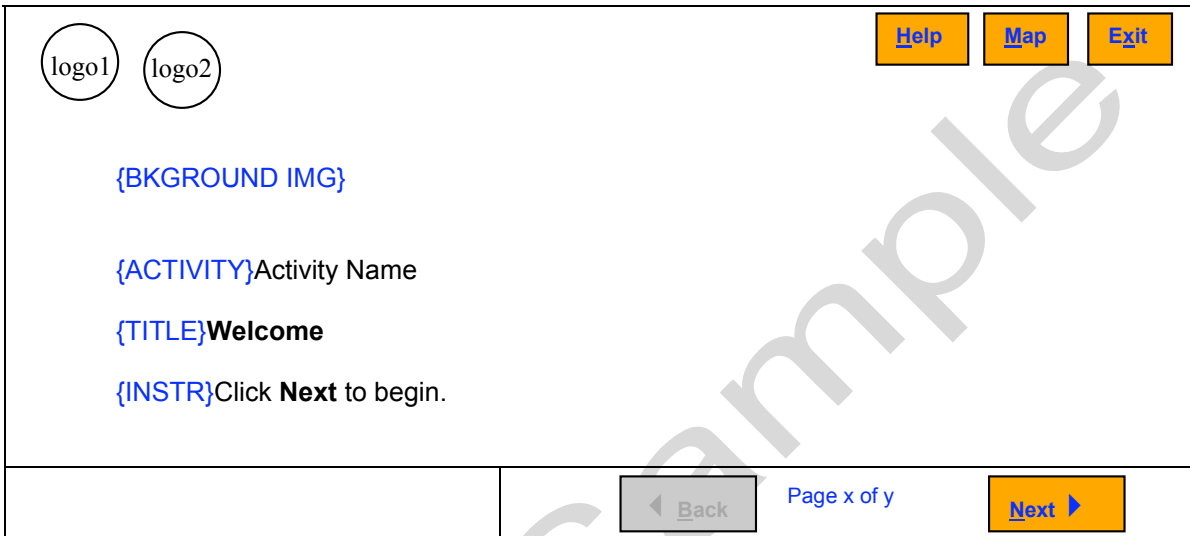 Help Map Exit
logo1 logo2
{BKGROUND IMG}
{ACTIVITY}Activity Name
{TITLE}Welcome
{INSTR}Click Next to begin.
Back Page x of y Next
Sample